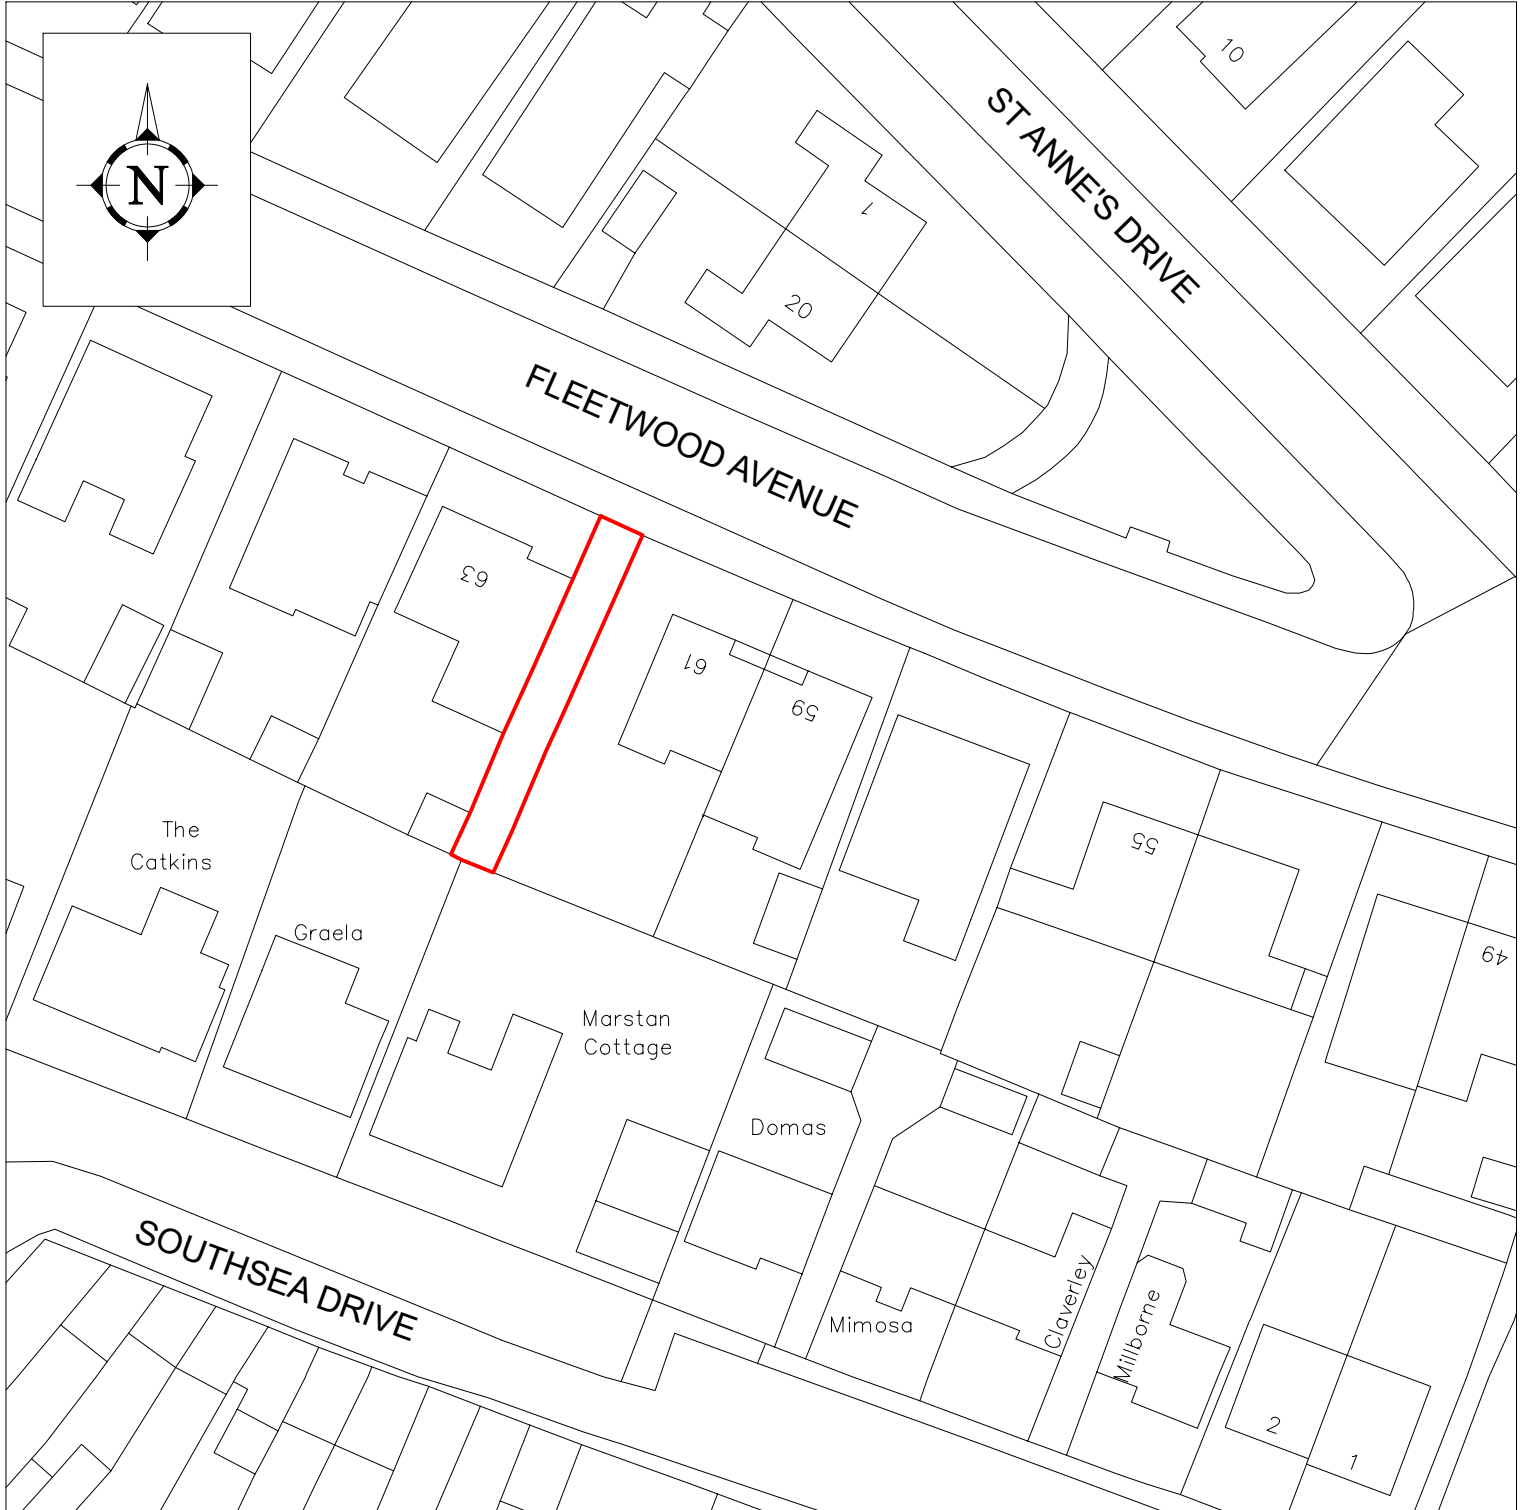 10
ST ANNE'S DRIVE
N
1
20
FLEETWOOD AVENUE
63
61
59
The
Catkins
55
Graela
49
Marstan
Cottage
Domas
SOUTHSEA DRIVE
Mimosa
Claverley
Millborne
2
1